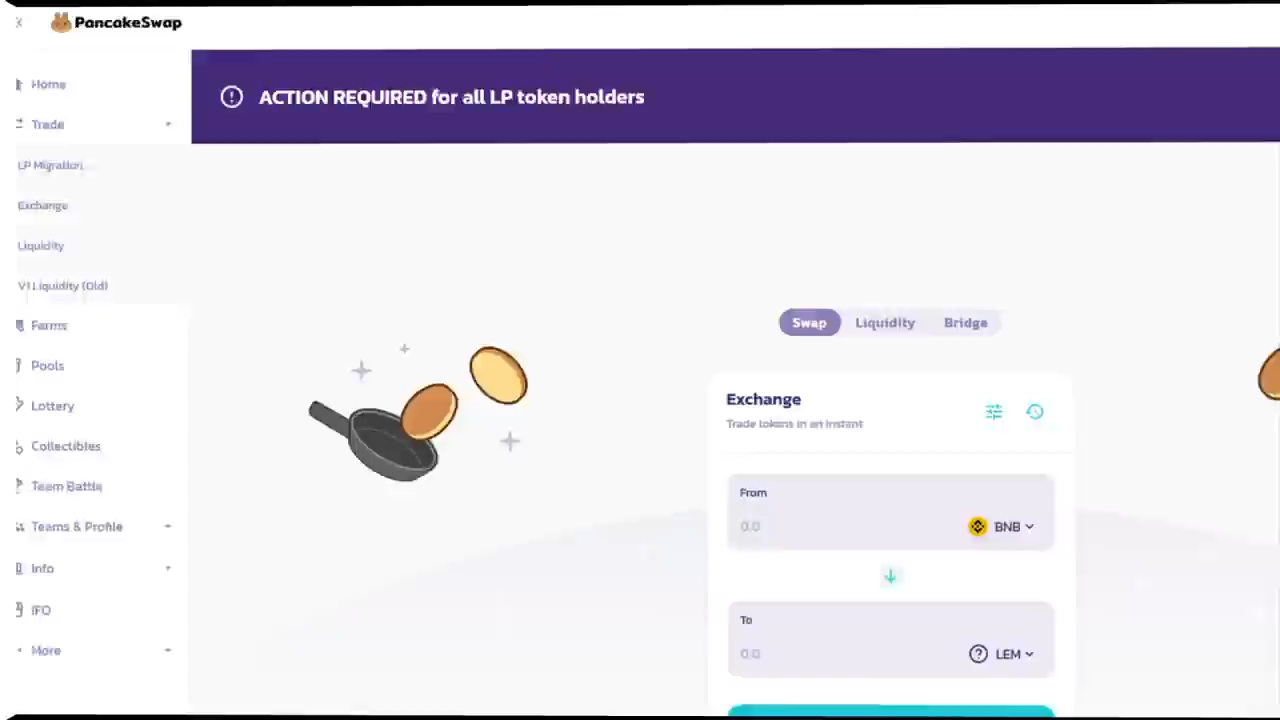 PancakeSwap
Home
Trade
LP Migration
Exchange
Liquidity
V1 Liquidity (Old)
Farms
Pools
Lottery
Collectibles
Team Battle
Teams & Profile
Info
IFO
More
ACTION REQUIRED for all LP token holders
Swap Liquidity Bridge
Exchange
Trade tokens in an instant
From
0.0 BNB
To
0.0 LEM